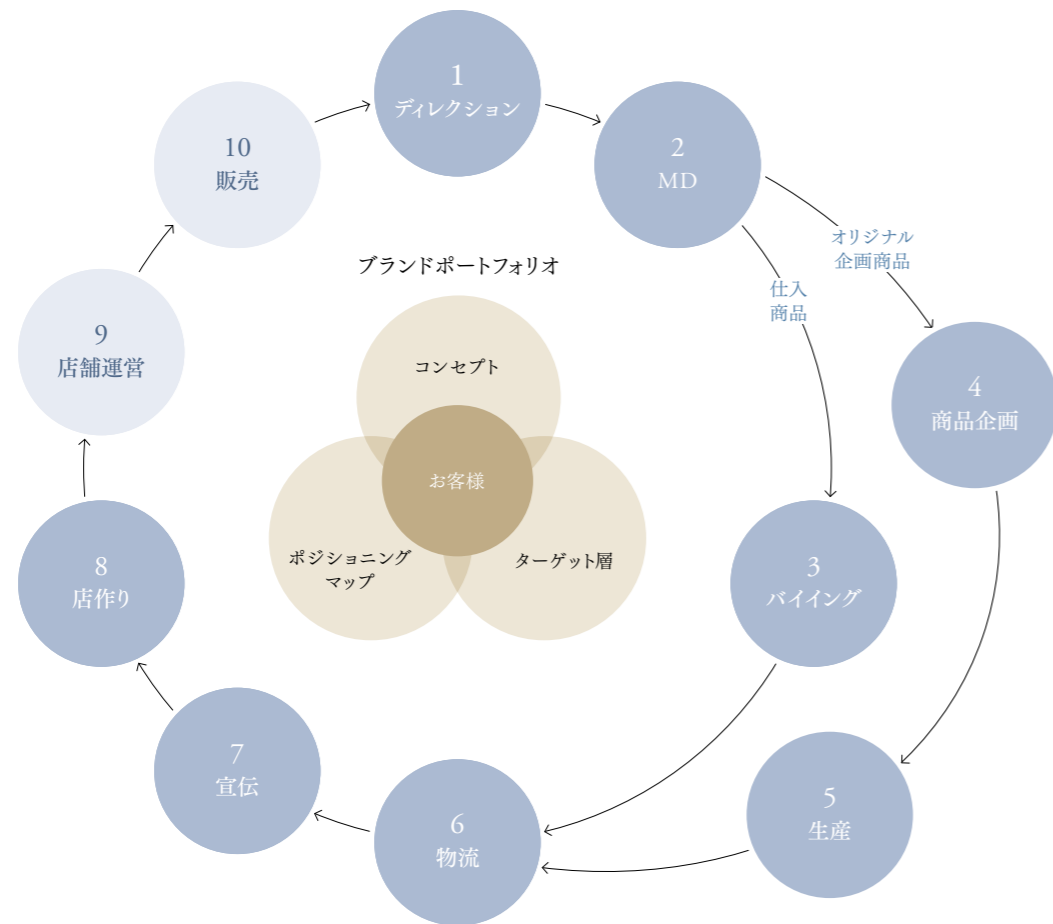 1
ディレクション
2
MD
オリジナル
企画商品
仕入
商品
3
バイイング
4
商品企画
5
生産
6
物流
7
宣伝
8
店作り
9
店舗運営
10
販売
ブランドポートフォリオ
コンセプト
お客様
ポジショニング
マップ
ターゲット層